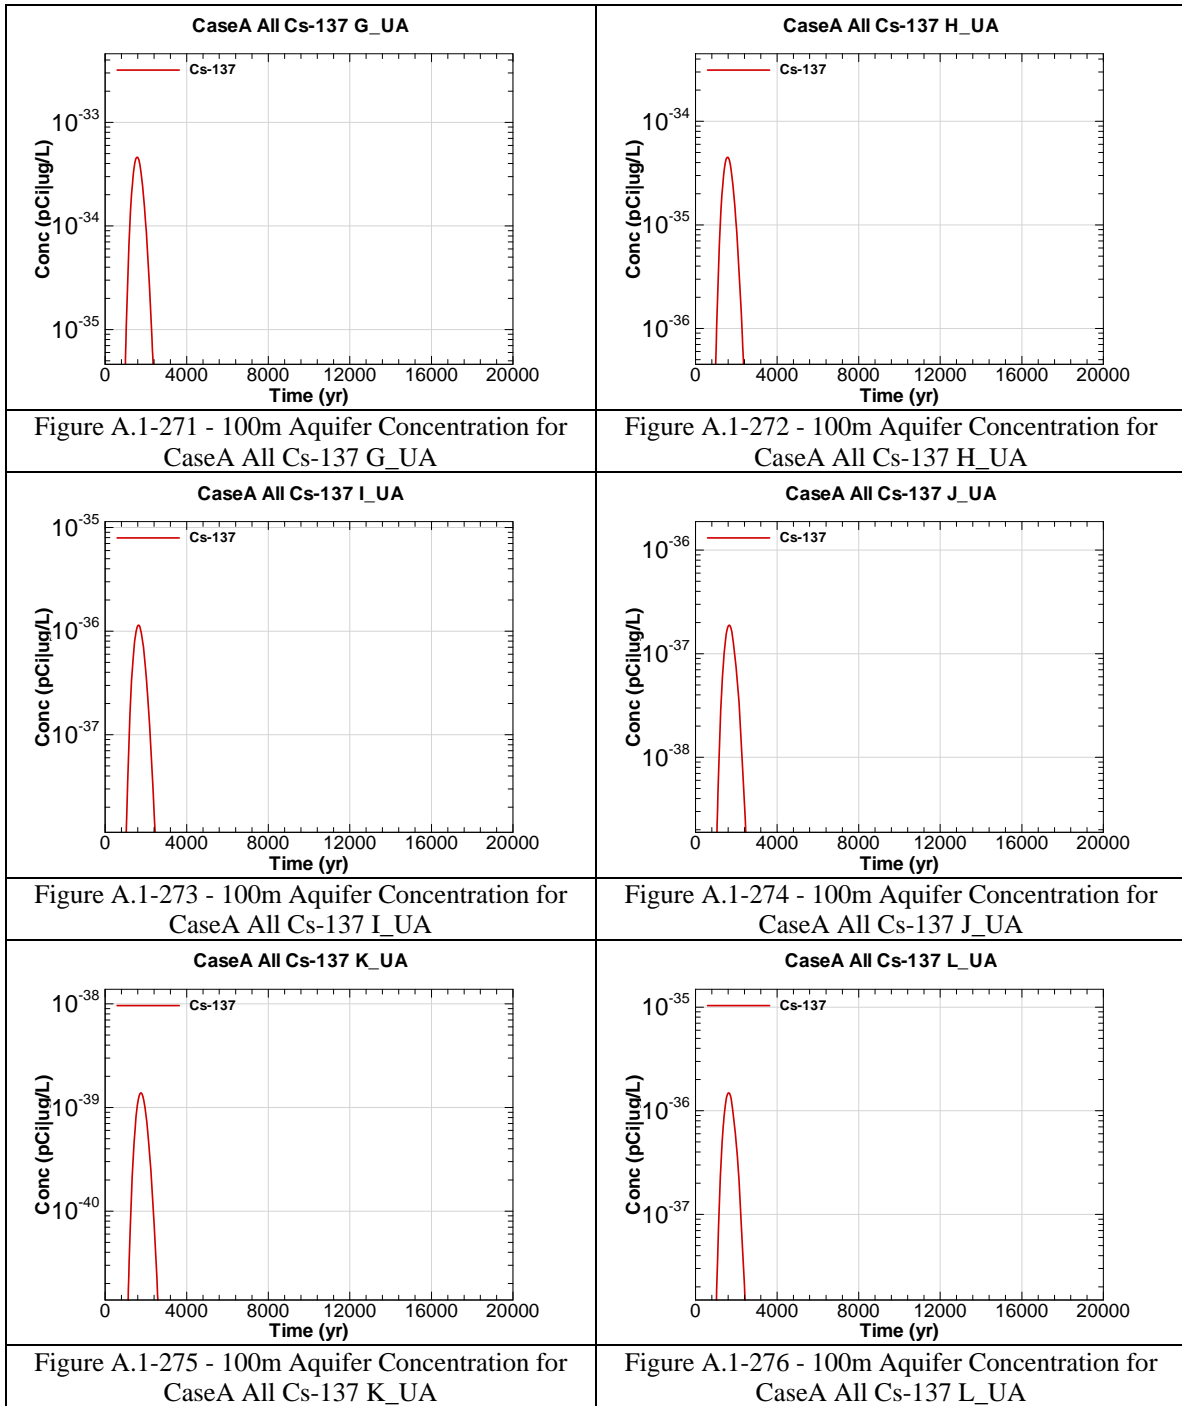 CaseA All Cs-137 G_UA
Cs-137
10-33
10-34
10-35
Conc (pCi|ug/L)
0 4000 8000 12000 16000 20000
Time (yr)
Figure A.1-271 - 100m Aquifer Concentration for
CaseA All Cs-137 G_UA
CaseA All Cs-137 H_UA
Cs-137
10-34
10-35
10-36
Conc (pCi|ug/L)
0 4000 8000 12000 16000 20000
Time (yr)
Figure A.1-272 - 100m Aquifer Concentration for
CaseA All Cs-137 H_UA
CaseA All Cs-137 I_UA
10-35
Cs-137
10-36
10-37
Conc (pCi|ug/L)
0 4000 8000 12000 16000 20000
Time (yr)
Figure A.1-273 - 100m Aquifer Concentration for
CaseA All Cs-137 I_UA
CaseA All Cs-137 J_UA
Cs-137
10-36
10-37
10-38
Conc (pCi|ug/L)
0 4000 8000 12000 16000 20000
Time (yr)
Figure A.1-274 - 100m Aquifer Concentration for
CaseA All Cs-137 J_UA
CaseA All Cs-137 K_UA
10-38
Cs-137
10-39
10-40
Conc (pCi|ug/L)
0 4000 8000 12000 16000 20000
Time (yr)
Figure A.1-275 - 100m Aquifer Concentration for
CaseA All Cs-137 K_UA
CaseA All Cs-137 L_UA
10-35
Cs-137
10-36
10-37
Conc (pCi|ug/L)
0 4000 8000 12000 16000 20000
Time (yr)
Figure A.1-276 - 100m Aquifer Concentration for
CaseA All Cs-137 L_UA